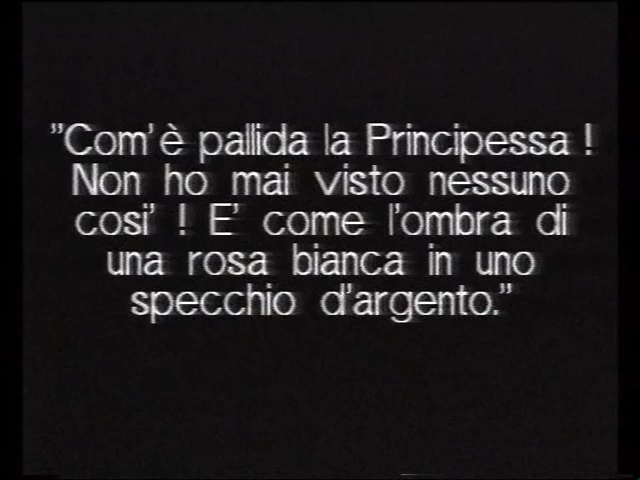 "Com'è pallida la Principessa !
Non ho mai visto nessuno
così' ! E' come l'ombra di
una rosa bianca in uno
specchio d'argento."